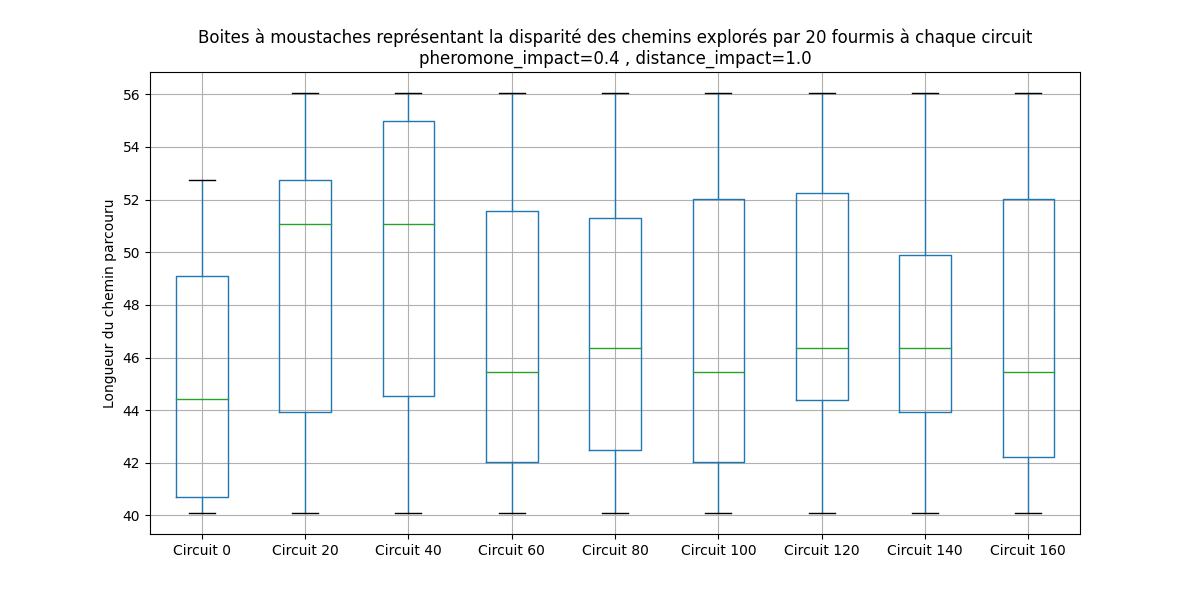 Boites à moustaches représentant la disparité des chemins explorés par 20 fourmis à chaque circuit
pheromone_impact=0.4 , distance_impact=1.0
Longueur du chemin parcouru
56
54
52
50
48
46
44
42
40
Circuit 0 Circuit 20 Circuit 40 Circuit 60 Circuit 80 Circuit 100 Circuit 120 Circuit 140 Circuit 160